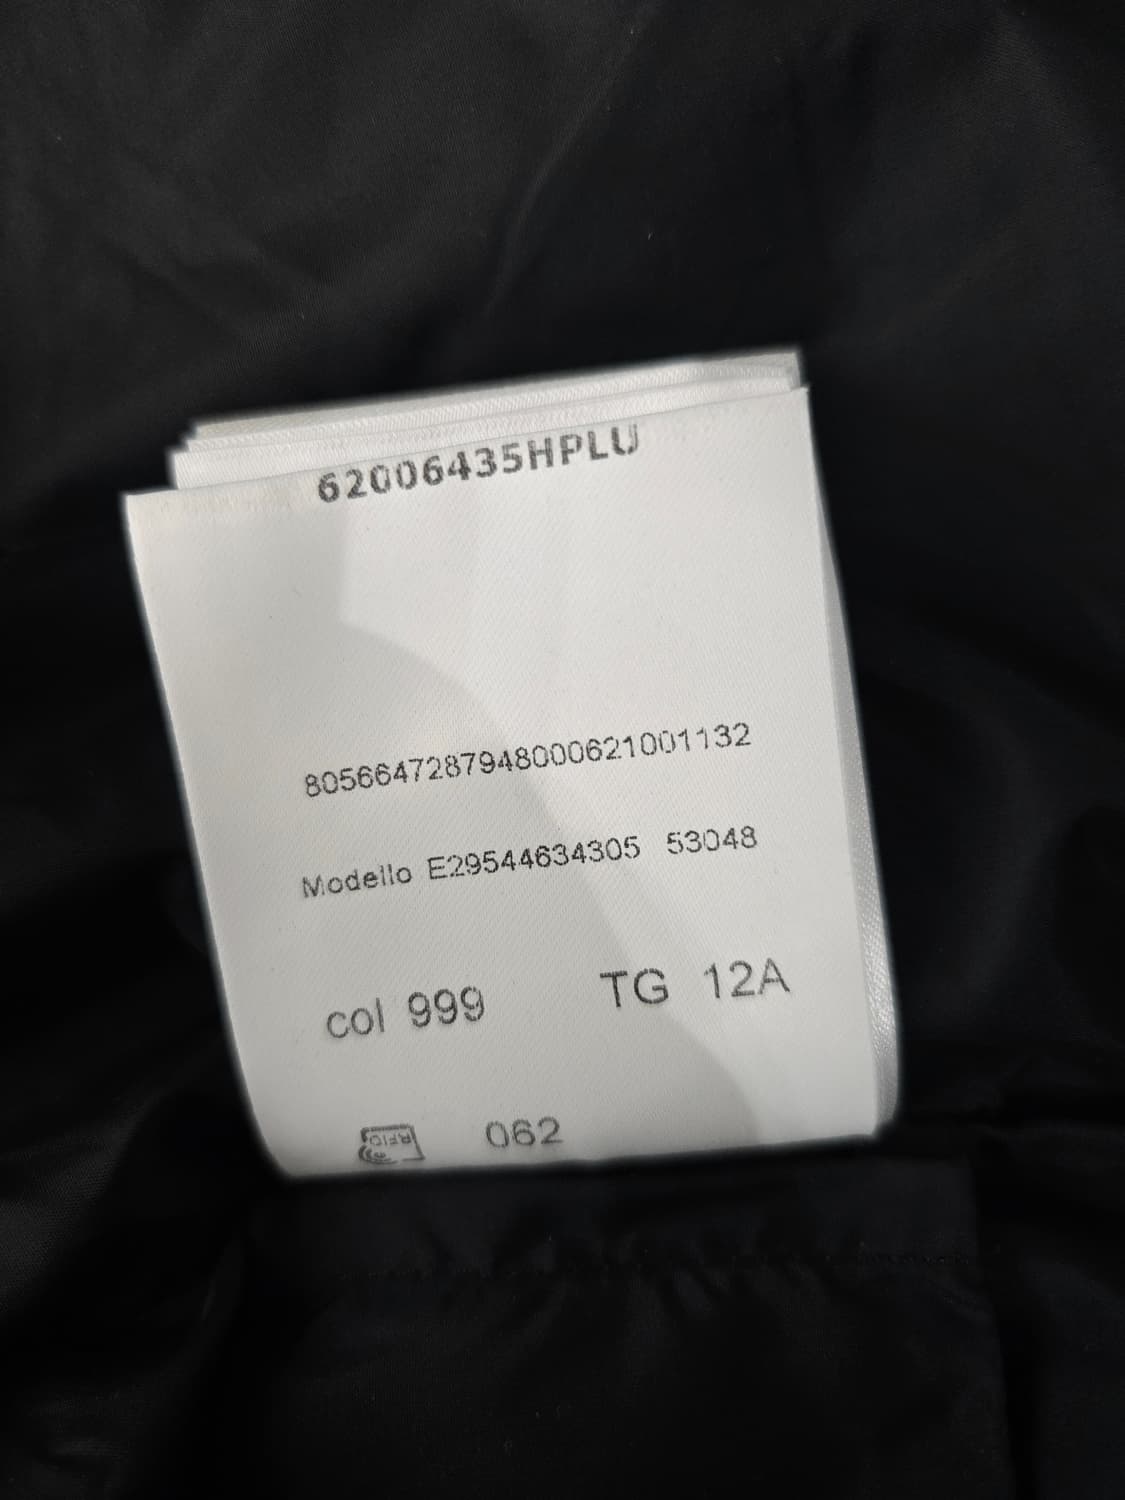 62006435HPLU
8056647287948000621001132
Modello E29544634305 53048
col 999 TG 12A
RFID 062